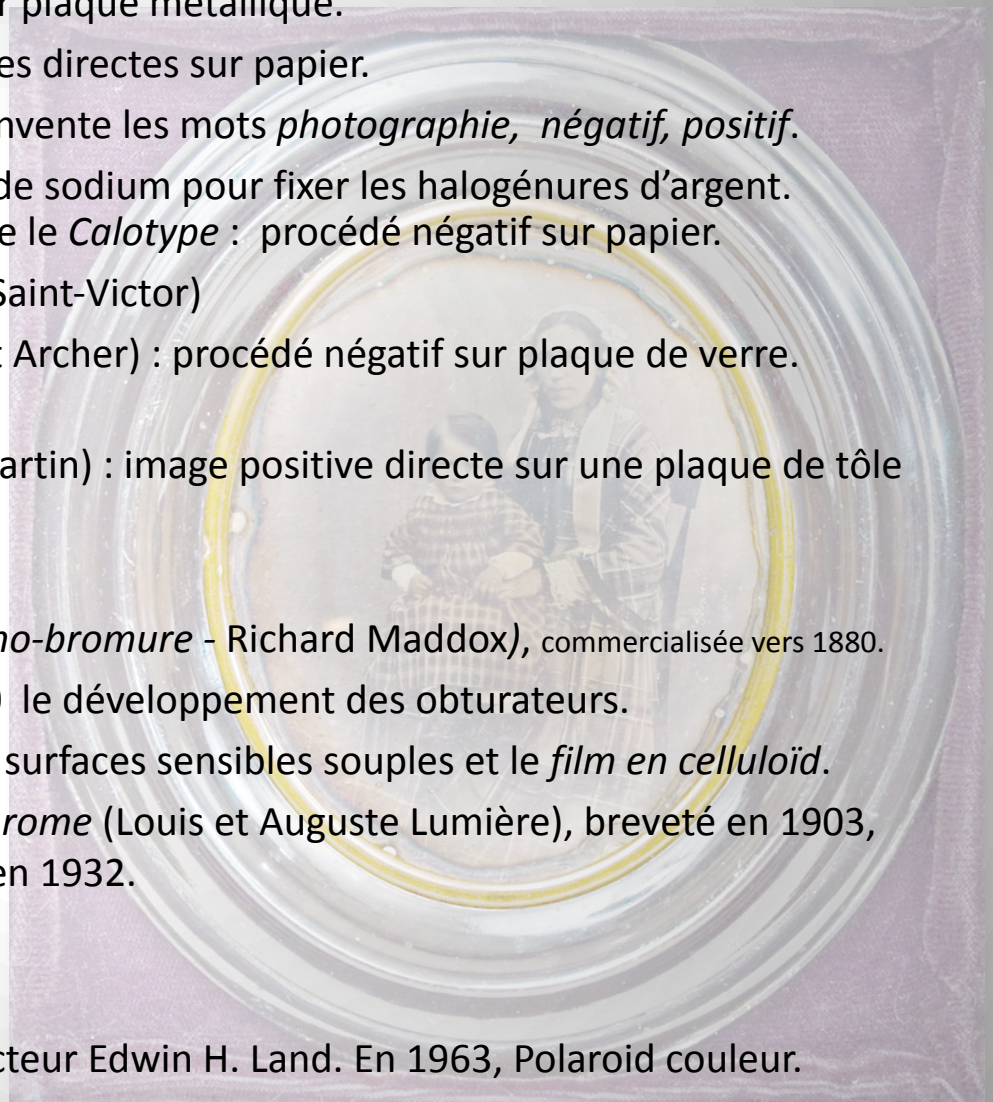 plaque métallique.
es directes sur papier.
nvente les mots photographie, négatif, positif.
de sodium pour fixer les halogénures d’argent.
e le Calotype : procédé négatif sur papier.
Saint-Victor)
Archer) : procédé négatif sur plaque de verre.
artin) : image positive directe sur une plaque de tôle
no-bromure - Richard Maddox), commercialisée vers 1880.
le développement des obturateurs.
surfaces sensibles souples et le film en celluloïd.
rome (Louis et Auguste Lumière), breveté en 1903,
en 1932.
cteur Edwin H. Land. En 1963, Polaroid couleur.